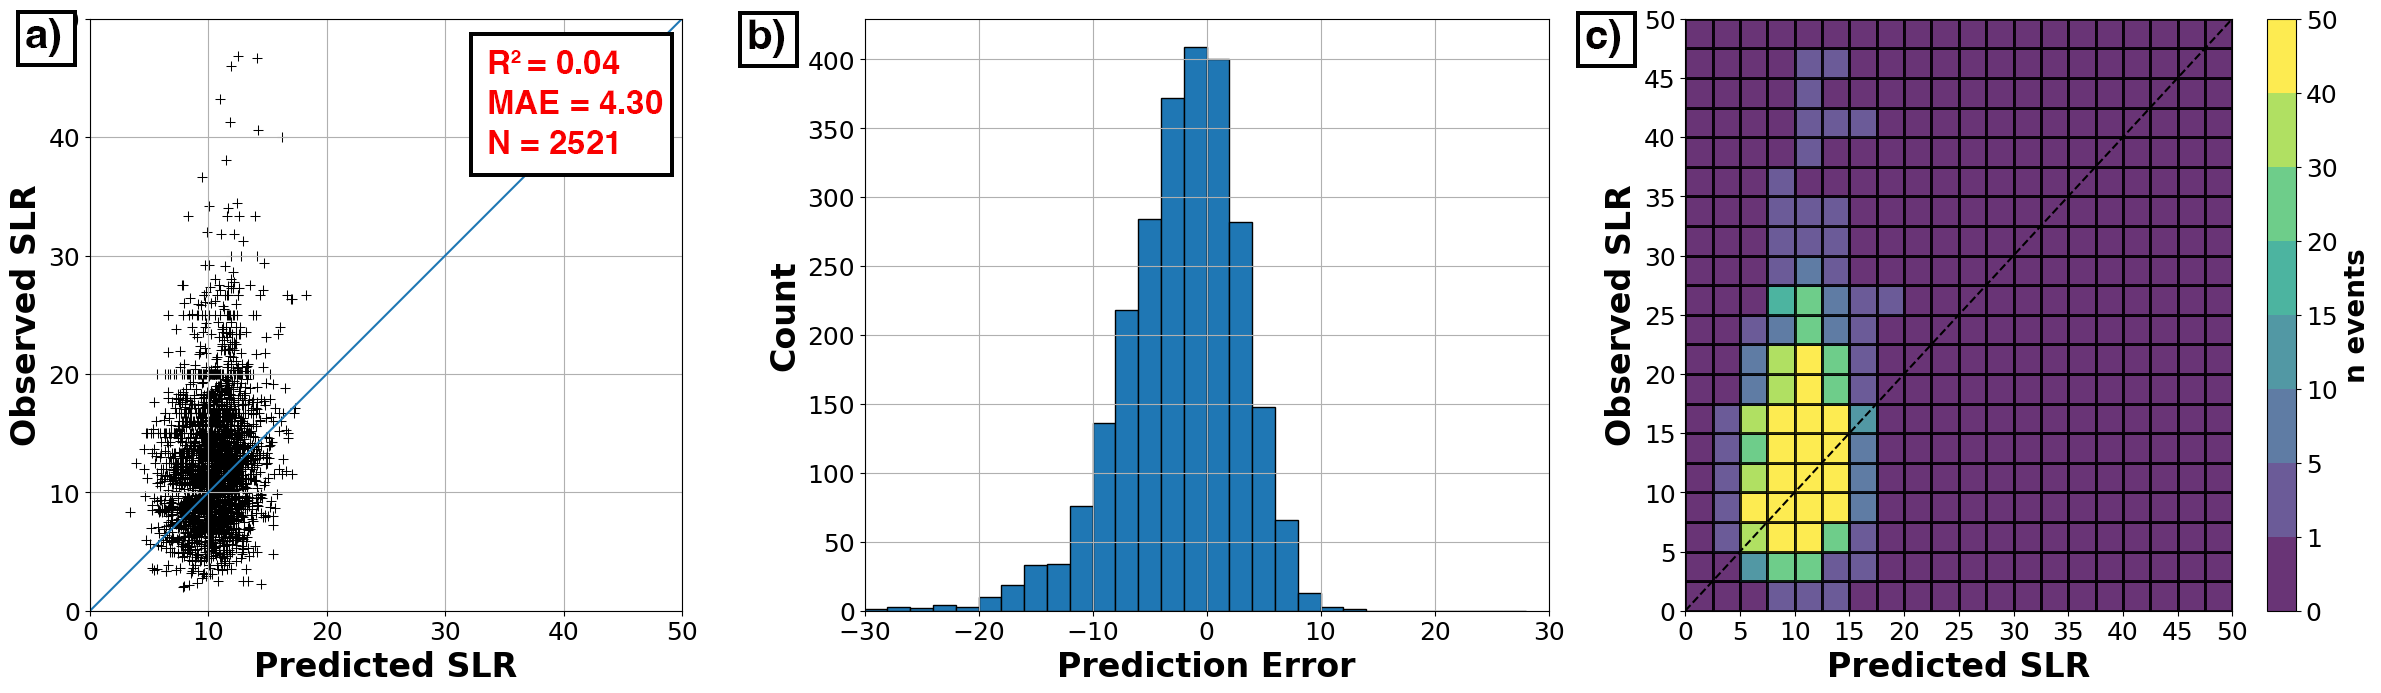 a)
R² = 0.04
MAE = 4.30
N = 2521
Observed SLR
40
30
20
10
0
0 10 20 30 40 50
Predicted SLR
b)
Count
400
350
300
250
200
150
100
50
0
−30 −20 −10 0 10 20 30
Prediction Error
c)
Observed SLR
50
45
40
35
30
25
20
15
10
5
0
0 5 10 15 20 25 30 35 40 45 50
Predicted SLR
50
40
30
20
15
10
5
1
0
n events